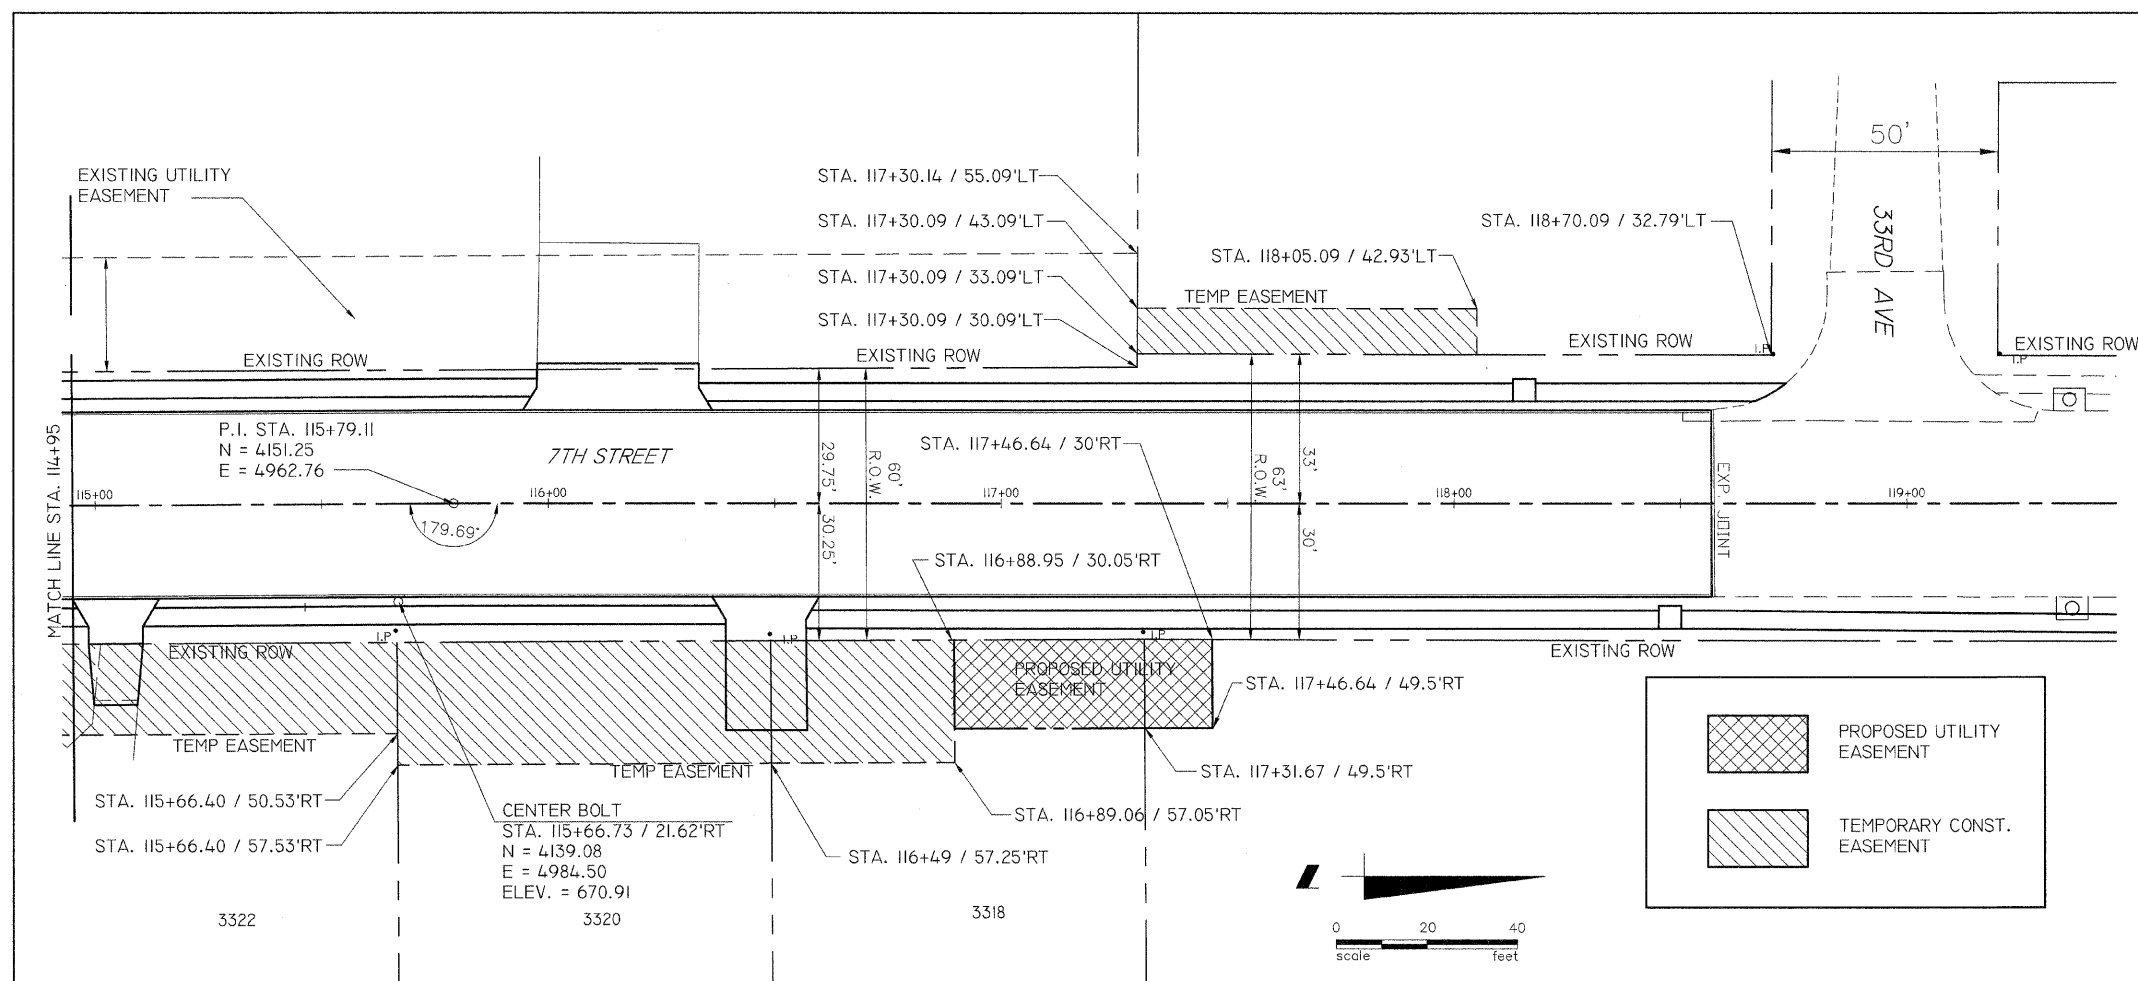 50'
EXISTING UTILITY
EASEMENT
STA. 117+30.14 / 55.09'LT
STA. 117+30.09 / 43.09'LT
STA. 118+70.09 / 32.79'LT
33RD AVE
STA. 118+05.09 / 42.93'LT
STA. 117+30.09 / 33.09'LT
TEMP EASEMENT
STA. 117+30.09 / 30.09'LT
EXISTING ROW
EXISTING ROW
EXISTING ROW
I.P
I.P
EXISTING ROW
MATCH LINE STA. 114+95
P.I. STA. 115+79.11
N = 4151.25
E = 4962.76
7TH STREET
29.75'
60'
R.O.W.
STA. 117+46.64 / 30'RT
63'
R.O.W.
33'
115+00
116+00
117+00
118+00
119+00
179.69°
30.25'
30'
EXP. JOINT
STA. 116+88.95 / 30.05'RT
I.P
I.P
I.P
EXISTING ROW
EXISTING ROW
PROPOSED UTILITY
EASEMENT
STA. 117+46.64 / 49.5'RT
TEMP EASEMENT
TEMP EASEMENT
STA. 117+31.67 / 49.5'RT
STA. 115+66.40 / 50.53'RT
STA. 115+66.40 / 57.53'RT
CENTER BOLT
STA. 115+66.73 / 21.62'RT
N = 4139.08
E = 4984.50
ELEV. = 670.91
STA. 116+89.06 / 57.05'RT
STA. 116+49 / 57.25'RT
3322
3320
3318
0 20 40
scale feet
PROPOSED UTILITY
EASEMENT
TEMPORARY CONST.
EASEMENT